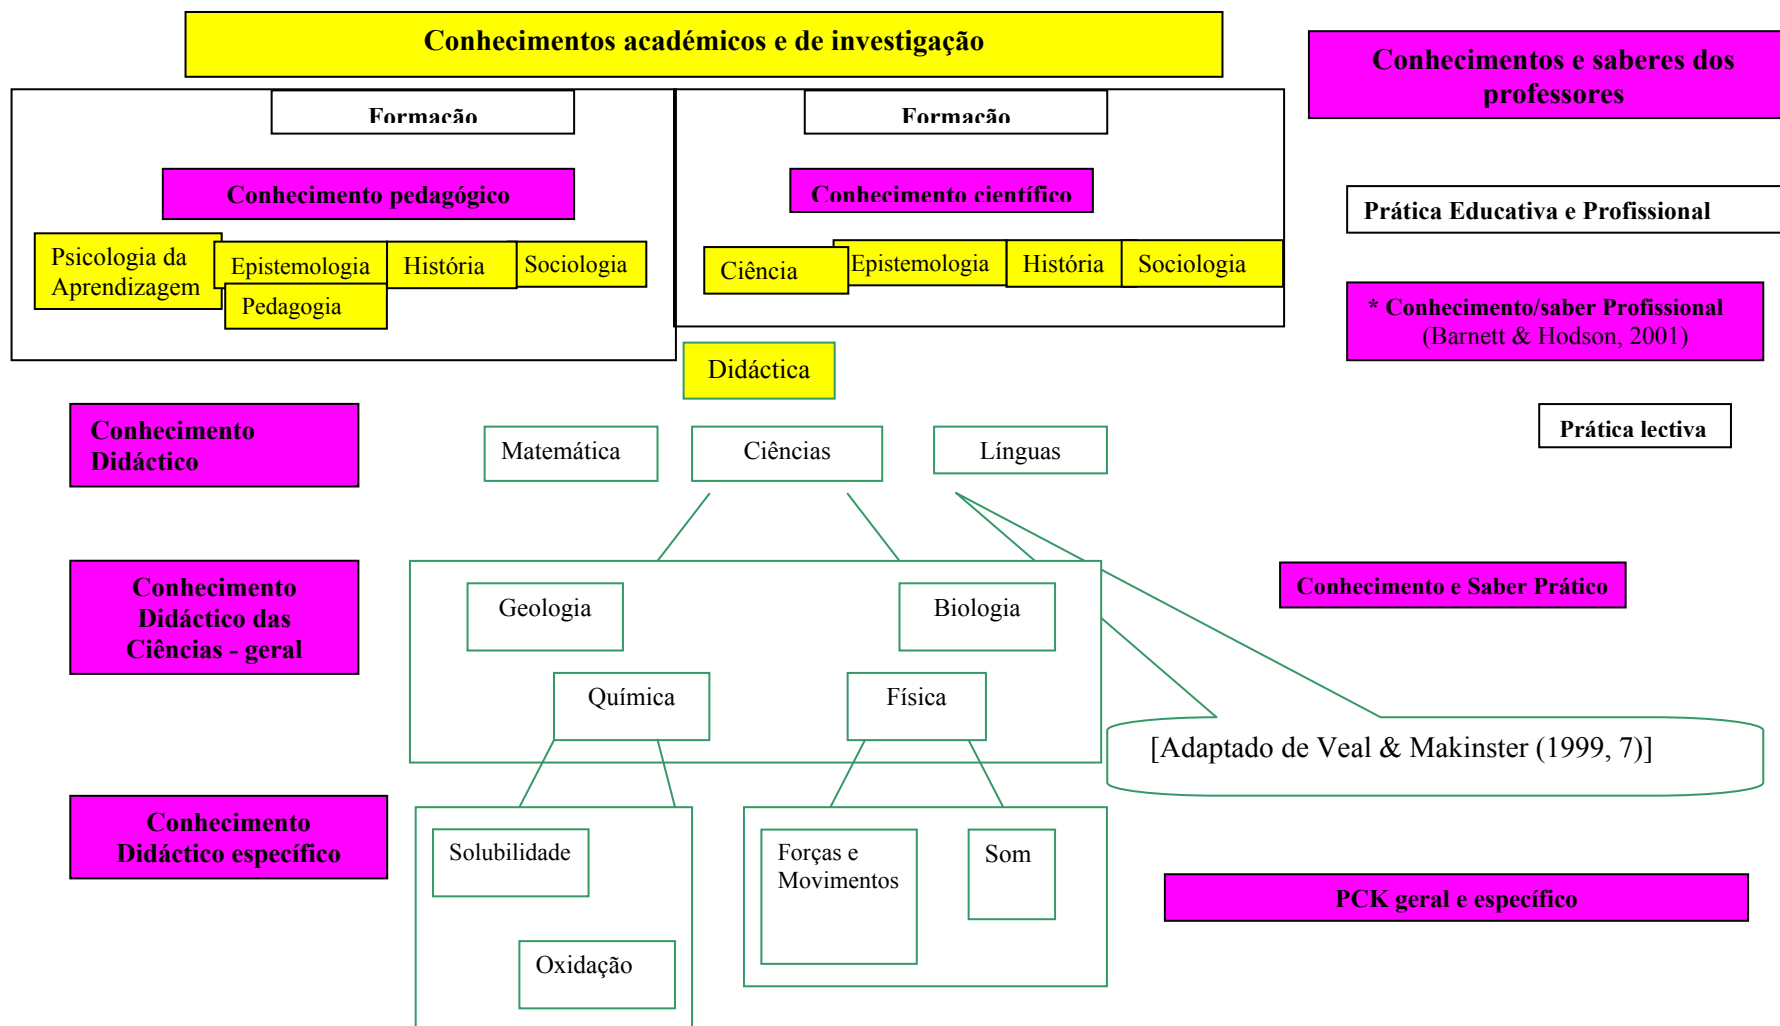 Conhecimentos académicos e de investigação
Conhecimentos e saberes dos
professores
Formação
Formação
Conhecimento pedagógico
Conhecimento científico
Prática Educativa e Profissional
Psicologia da
Aprendizagem
Epistemologia
História
Sociologia
Pedagogia
Ciência
Epistemologia
História
Sociologia
* Conhecimento/saber Profissional
(Barnett & Hodson, 2001)
Didáctica
Conhecimento
Didáctico
Matemática
Ciências
Línguas
Prática lectiva
Conhecimento
Didáctico das
Ciências - geral
Geologia
Biologia
Conhecimento e Saber Prático
Química
Física
[Adaptado de Veal & Makinster (1999, 7)]
Conhecimento
Didáctico específico
Solubilidade
Forças e
Movimentos
Som
PCK geral e específico
Oxidação